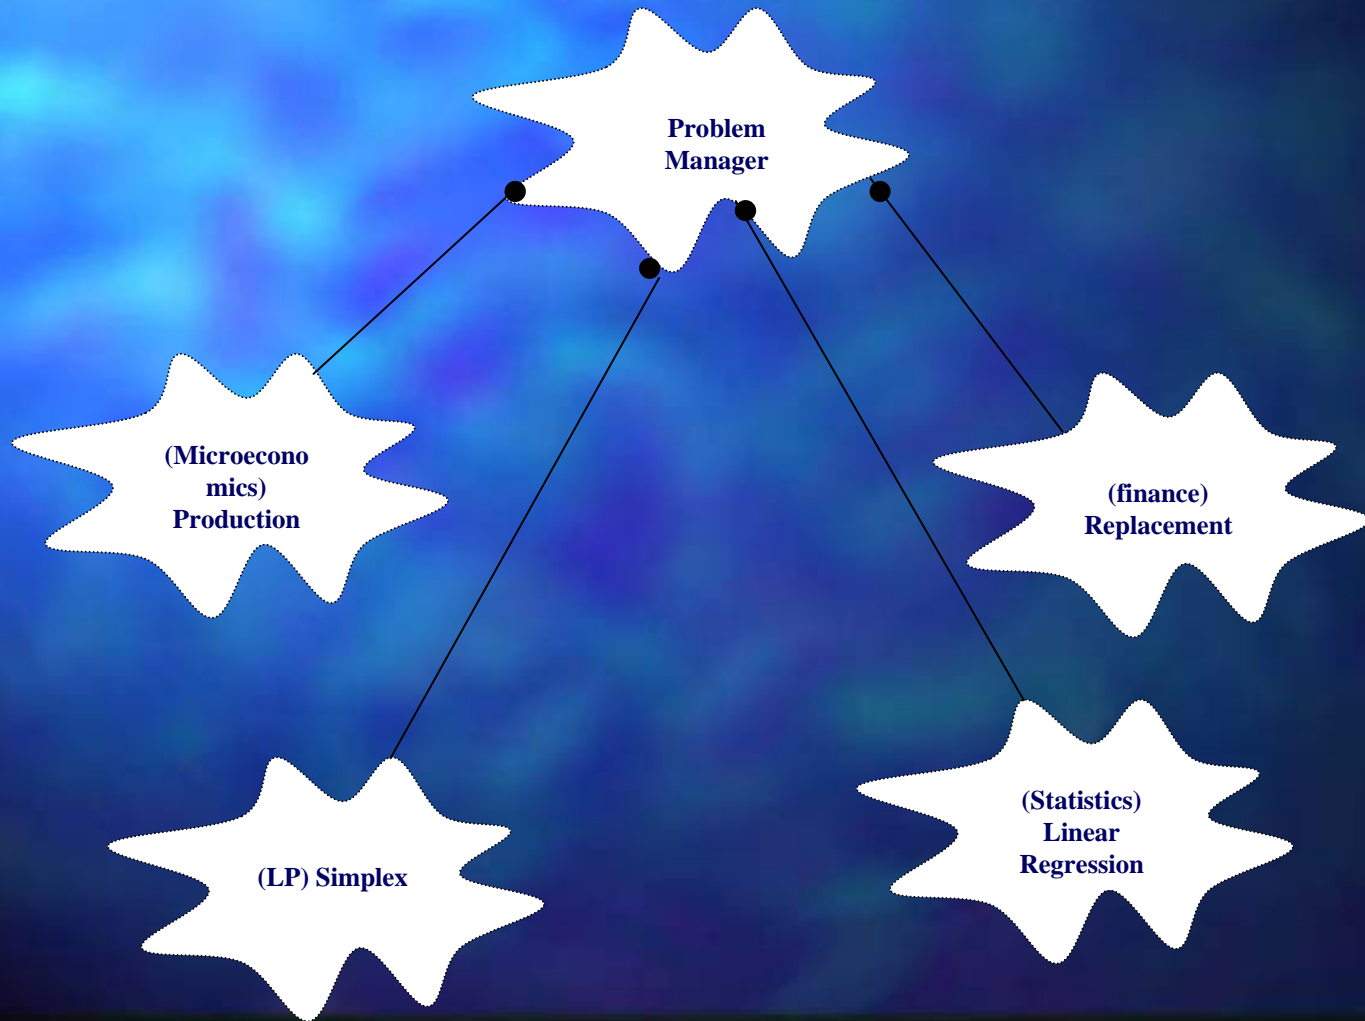 Problem
Manager
(Microecono
mics)
Production
(finance)
Replacement
(LP) Simplex
(Statistics)
Linear
Regression